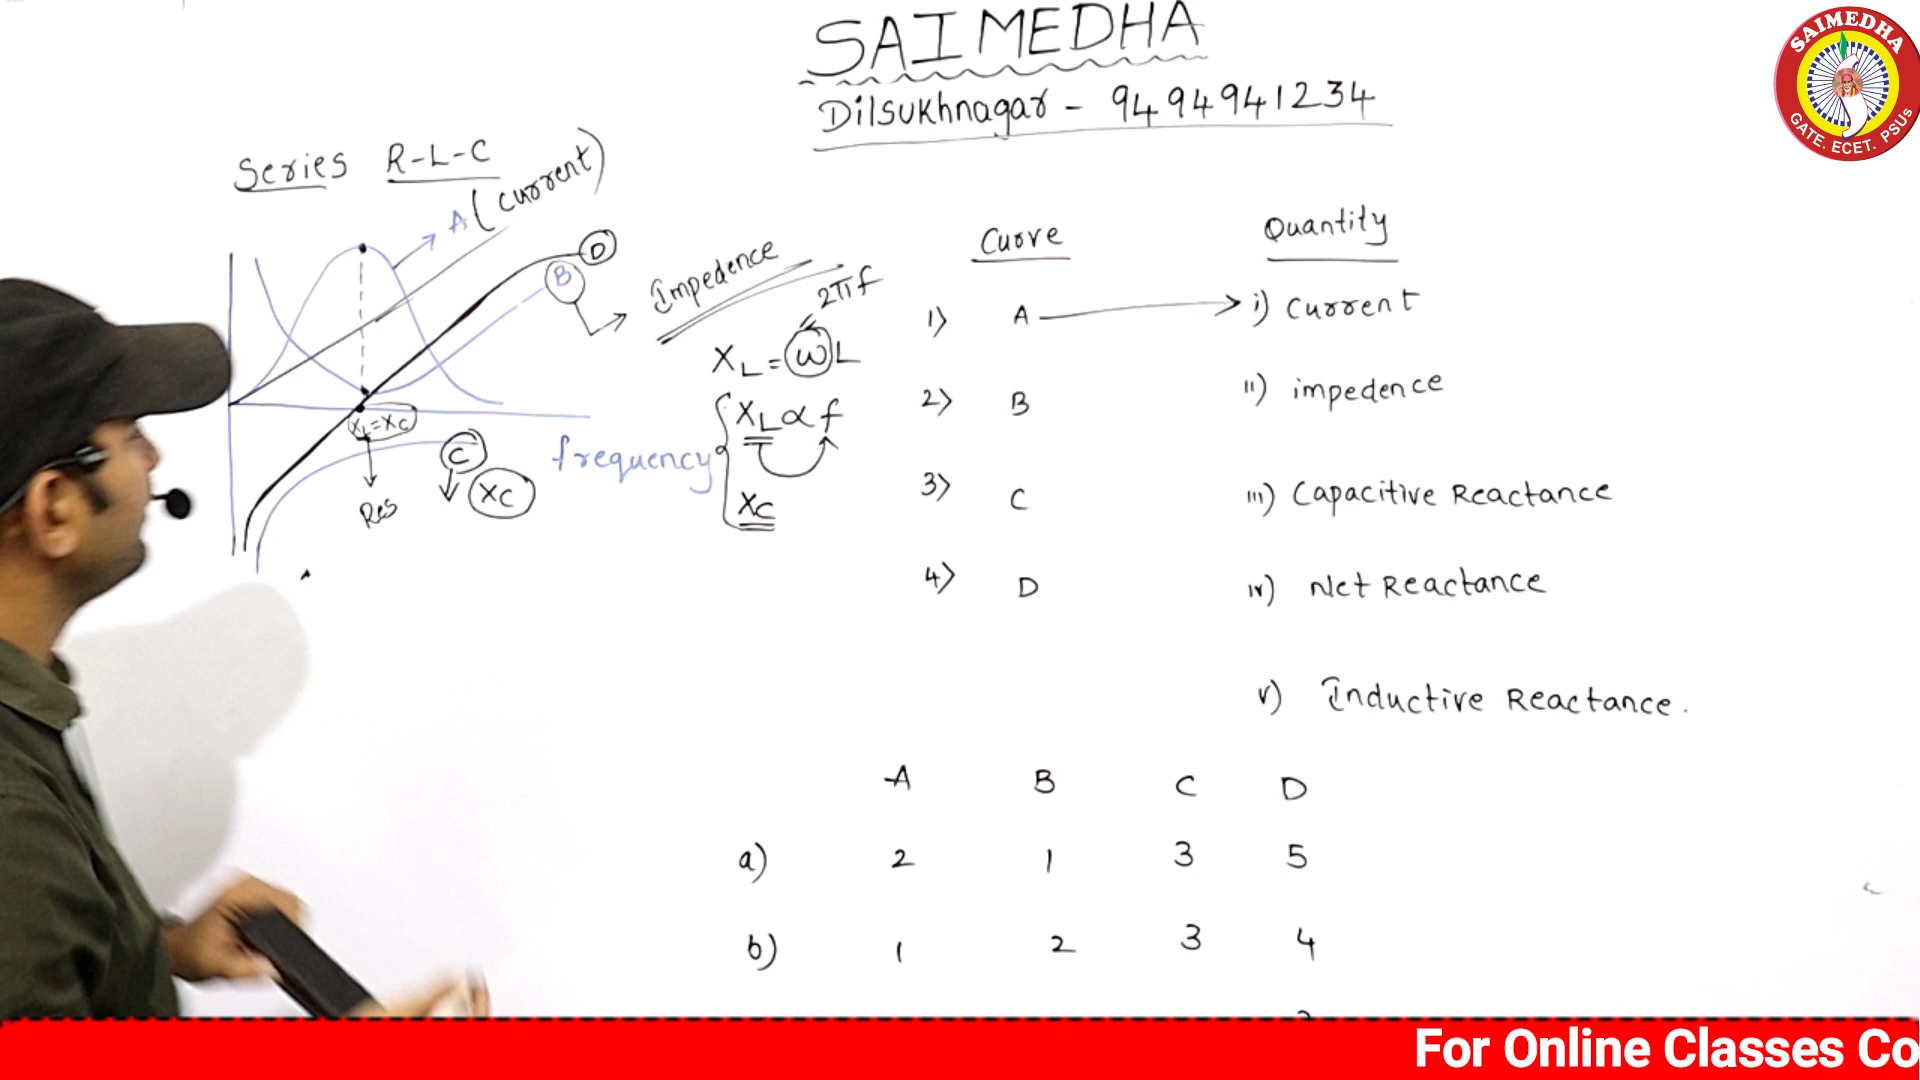 SAIMEDHA
Dilsukhnagar - 9494941234
SAIMEDHA
GATE. ECET. PSUs
Series R-L-C
A (current)
D
B
Impedence
2πf
XL = ωL
XL ∝ f
XC
XL = XC
Res
C
XC
frequency
Curve Quantity
1) A i) Current
2) B ii) impedence
3) C iii) Capacitive Reactance
4) D iv) Net Reactance
v) Inductive Reactance.
A B C D
a) 2 1 3 5
b) 1 2 3 4
For Online Classes Co